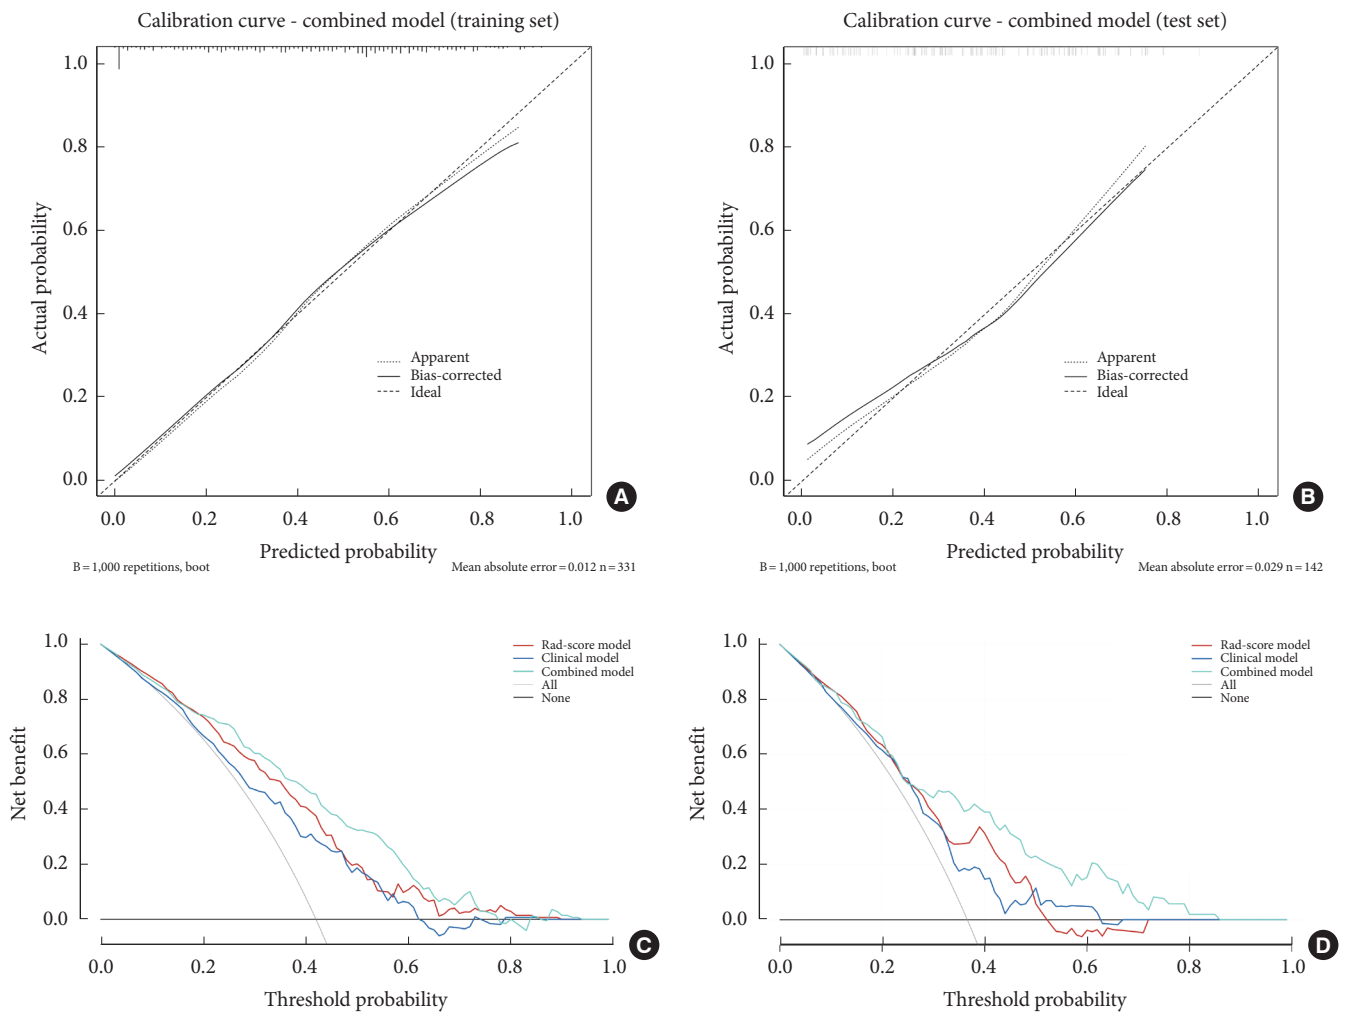 Calibration curve - combined model (training set)
1.0
0.8
0.6
0.4
0.2
0.0
Actual probability
Apparent
Bias-corrected
Ideal
0.0 0.2 0.4 0.6 0.8 1.0
Predicted probability
B = 1,000 repetitions, boot
Mean absolute error = 0.012 n = 331
A
Calibration curve - combined model (test set)
1.0
0.8
0.6
0.4
0.2
0.0
Actual probability
Apparent
Bias-corrected
Ideal
0.0 0.2 0.4 0.6 0.8 1.0
Predicted probability
B = 1,000 repetitions, boot
Mean absolute error = 0.029 n = 142
B
1.0
0.8
0.6
0.4
0.2
0.0
Net benefit
Rad-score model
Clinical model
Combined model
All
None
0.0 0.2 0.4 0.6 0.8 1.0
Threshold probability
C
1.0
0.8
0.6
0.4
0.2
0.0
Net benefit
Rad-score model
Clinical model
Combined model
All
None
0.0 0.2 0.4 0.6 0.8 1.0
Threshold probability
D